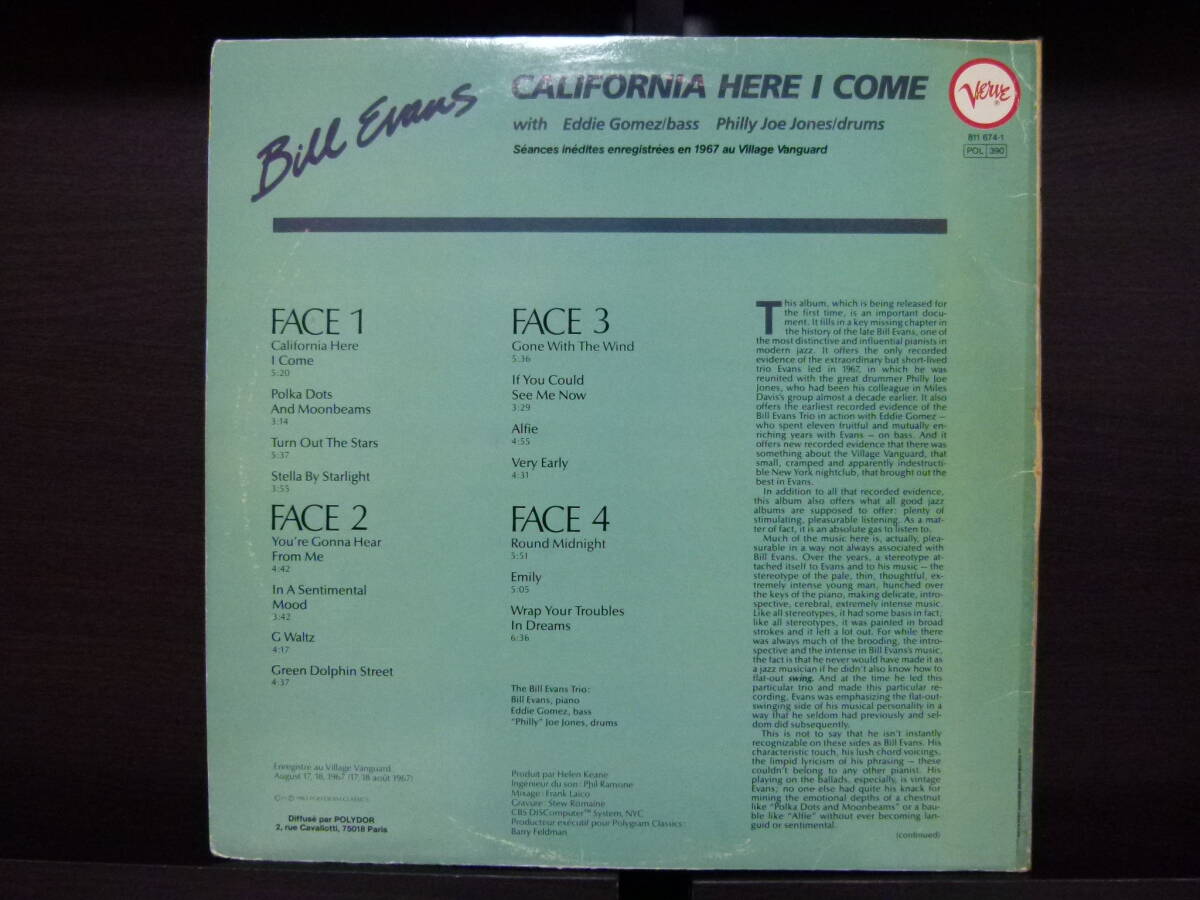 Bill Evans
CALIFORNIA HERE I COME
with Eddie Gomez/bass Philly Joe Jones/drums
Séances inédites enregistrées en 1967 au Village Vanguard
Verve
811 674-1
POL 390
FACE 1
California Here
I Come
5:20
Polka Dots
And Moonbeams
3:14
Turn Out The Stars
5:37
Stella By Starlight
3:55
FACE 2
You're Gonna Hear
From Me
4:42
In A Sentimental
Mood
3:42
G Waltz
4:17
Green Dolphin Street
4:37
FACE 3
Gone With The Wind
5:36
If You Could
See Me Now
3:29
Alfie
4:55
Very Early
4:31
FACE 4
Round Midnight
5:51
Emily
5:05
Wrap Your Troubles
In Dreams
6:36
The Bill Evans Trio:
Bill Evans, piano
Eddie Gomez, bass
"Philly" Joe Jones, drums
Enregistré au Village Vanguard
August 17, 18, 1967 (17, 18 août 1967)
POLYGRAM CLASSICS
Diffusé par POLYDOR
2, rue Cavallotti, 75018 Paris
Produit par Helen Keane
Ingénieur du son: Phil Ramone
Mixage: Frank Laico
Gravure: Stew Romaine
CBS DISComputer™ System, NYC
Producteur exécutif pour Polygram Classics:
Barry Feldman
This album, which is being released for
the first time, is an important docu-
ment. It fills in a key missing chapter in
the history of the late Bill Evans, one of
the most distinctive and influential pianists in
modern jazz. It offers the only recorded
evidence of the extraordinary but short-lived
trio Evans led in 1967, in which he was
reunited with the great drummer Philly Joe
Jones, who had been his colleague in Miles
Davis's group almost a decade earlier. It also
offers the earliest recorded evidence of the
Bill Evans Trio in action with Eddie Gomez –
who spent eleven fruitful and mutually en-
riching years with Evans – on bass. And it
offers new recorded evidence that there was
something about the Village Vanguard, that
small, cramped and apparently indestructi-
ble New York nightclub, that brought out the
best in Evans.
In addition to all that recorded evidence,
this album also offers what all good jazz
albums are supposed to offer: plenty of
stimulating, pleasurable listening. As a mat-
ter of fact, it is an absolute gas to listen to.
Much of the music here is, actually, plea-
surable in a way not always associated with
Bill Evans. Over the years, a stereotype at-
tached itself to Evans and to his music – the
stereotype of the pale, thin, thoughtful, ex-
tremely intense young man, hunched over
the keys of the piano, making delicate, intro-
spective, cerebral, extremely intense music.
Like all stereotypes, it had some basis in fact;
like all stereotypes, it was painted in broad
strokes and it left a lot out. For while there
was always much of the brooding, the intro-
spective and the intense in Bill Evans's music,
the fact is that he never would have made it as
a jazz musician if he didn't also know how to
flat-out swing. And at the time he led this
particular trio and made this particular re-
cording, Evans was emphasizing the flat-out-
swinging side of his musical personality in a
way that he seldom had previously and sel-
dom did subsequently.
This is not to say that he isn't instantly
recognizable on these sides as Bill Evans. His
characteristic touch, his lush chord voicings,
the limpid lyricism of his phrasing – these
couldn't belong to any other pianist. His
playing on the ballads, especially, is vintage
Evans; no one else had quite his knack for
mining the emotional depths of a chestnut
like "Polka Dots and Moonbeams" or a bau-
ble like "Alfie" without ever becoming lan-
guid or sentimental.
(continued)